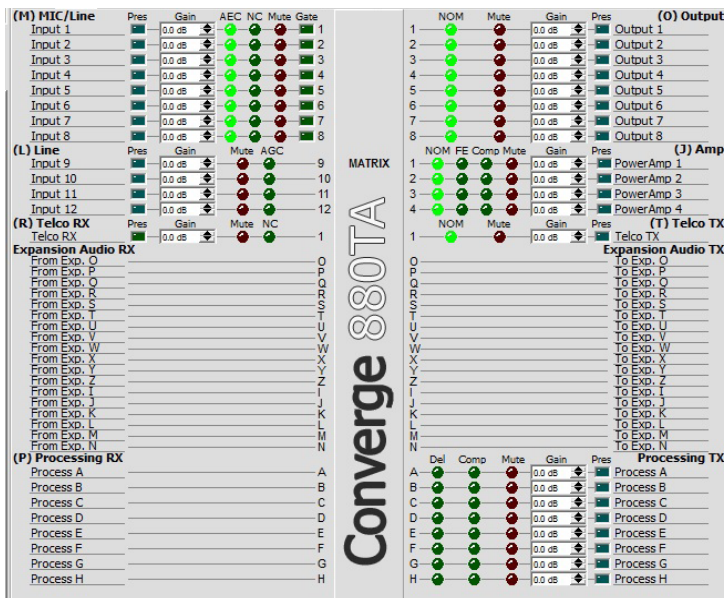 (M) MIC/Line Pres Gain AEC NC Mute Gate
Input 1 0.0 dB 1
Input 2 0.0 dB 2
Input 3 0.0 dB 3
Input 4 0.0 dB 4
Input 5 0.0 dB 5
Input 6 0.0 dB 6
Input 7 0.0 dB 7
Input 8 0.0 dB 8
(L) Line Pres Gain Mute AGC
Input 9 0.0 dB 9
Input 10 0.0 dB 10
Input 11 0.0 dB 11
Input 12 0.0 dB 12
(R) Telco RX Pres Gain Mute NC
Telco RX 0.0 dB 1
Expansion Audio RX
From Exp. O O
From Exp. P P
From Exp. Q Q
From Exp. R R
From Exp. S S
From Exp. T T
From Exp. U U
From Exp. V V
From Exp. W W
From Exp. X X
From Exp. Y Y
From Exp. Z Z
From Exp. I I
From Exp. J J
From Exp. K K
From Exp. L L
From Exp. M M
From Exp. N N
(P) Processing RX
Process A A
Process B B
Process C C
Process D D
Process E E
Process F F
Process G G
Process H H
MATRIX
Converge 880TA
NOM Mute Gain Pres (O) Output
1 0.0 dB Output 1
2 0.0 dB Output 2
3 0.0 dB Output 3
4 0.0 dB Output 4
5 0.0 dB Output 5
6 0.0 dB Output 6
7 0.0 dB Output 7
8 0.0 dB Output 8
NOM FE Comp Mute Gain Pres (J) Amp
1 0.0 dB PowerAmp 1
2 0.0 dB PowerAmp 2
3 0.0 dB PowerAmp 3
4 0.0 dB PowerAmp 4
NOM Mute Gain Pres (T) Telco TX
1 0.0 dB Telco TX
Expansion Audio TX
O To Exp. O
P To Exp. P
Q To Exp. Q
R To Exp. R
S To Exp. S
T To Exp. T
U To Exp. U
V To Exp. V
W To Exp. W
X To Exp. X
Y To Exp. Y
Z To Exp. Z
I To Exp. I
J To Exp. J
K To Exp. K
L To Exp. L
M To Exp. M
N To Exp. N
Del Comp Mute Gain Pres Processing TX
A 0.0 dB Process A
B 0.0 dB Process B
C 0.0 dB Process C
D 0.0 dB Process D
E 0.0 dB Process E
F 0.0 dB Process F
G 0.0 dB Process G
H 0.0 dB Process H